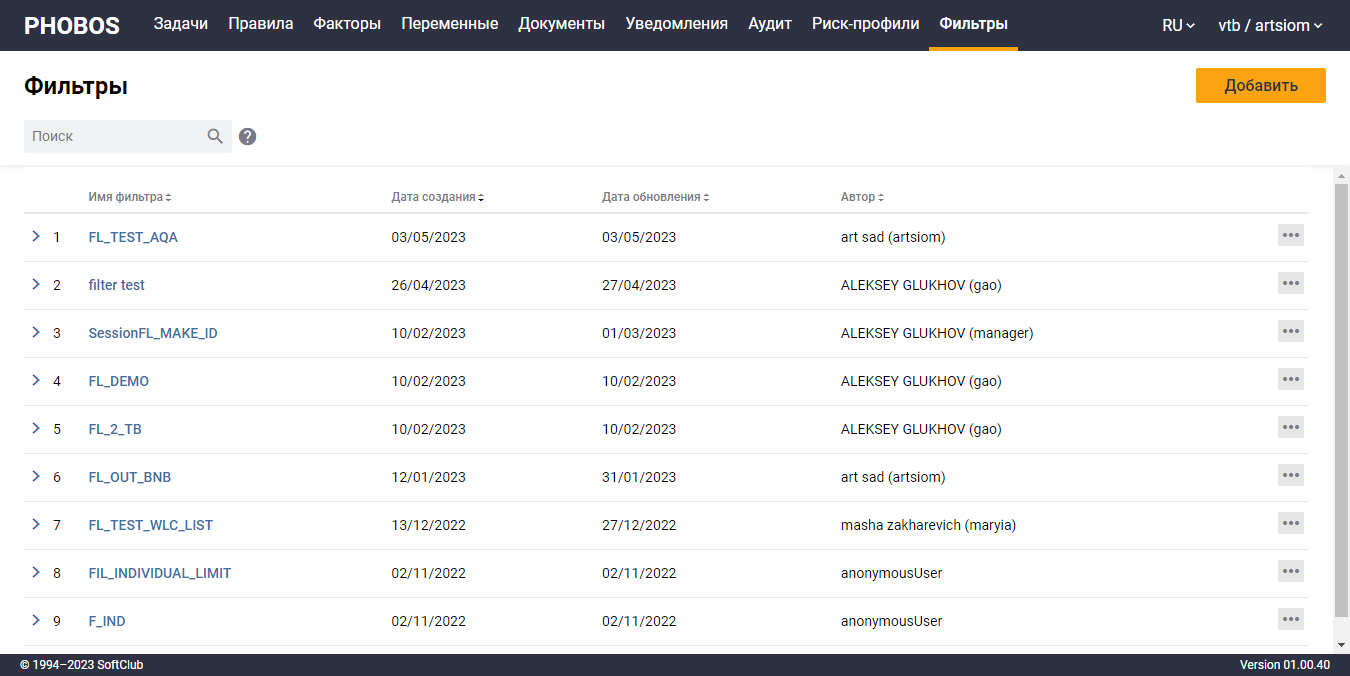 PHOBOS Задачи Правила Факторы Переменные Документы Уведомления Аудит Риск-профили Фильтры RU vtb / artsiom
Фильтры Добавить
Поиск ?
Имя фильтра Дата создания Дата обновления Автор
1 FL_TEST_AQA 03/05/2023 03/05/2023 art sad (artsiom)
2 filter test 26/04/2023 27/04/2023 ALEKSEY GLUKHOV (gao)
3 SessionFL_MAKE_ID 10/02/2023 01/03/2023 ALEKSEY GLUKHOV (manager)
4 FL_DEMO 10/02/2023 10/02/2023 ALEKSEY GLUKHOV (gao)
5 FL_2_TB 10/02/2023 10/02/2023 ALEKSEY GLUKHOV (gao)
6 FL_OUT_BNB 12/01/2023 31/01/2023 art sad (artsiom)
7 FL_TEST_WLC_LIST 13/12/2022 27/12/2022 masha zakharevich (maryia)
8 FIL_INDIVIDUAL_LIMIT 02/11/2022 02/11/2022 anonymousUser
9 F_IND 02/11/2022 02/11/2022 anonymousUser
© 1994–2023 SoftClub Version 01.00.40